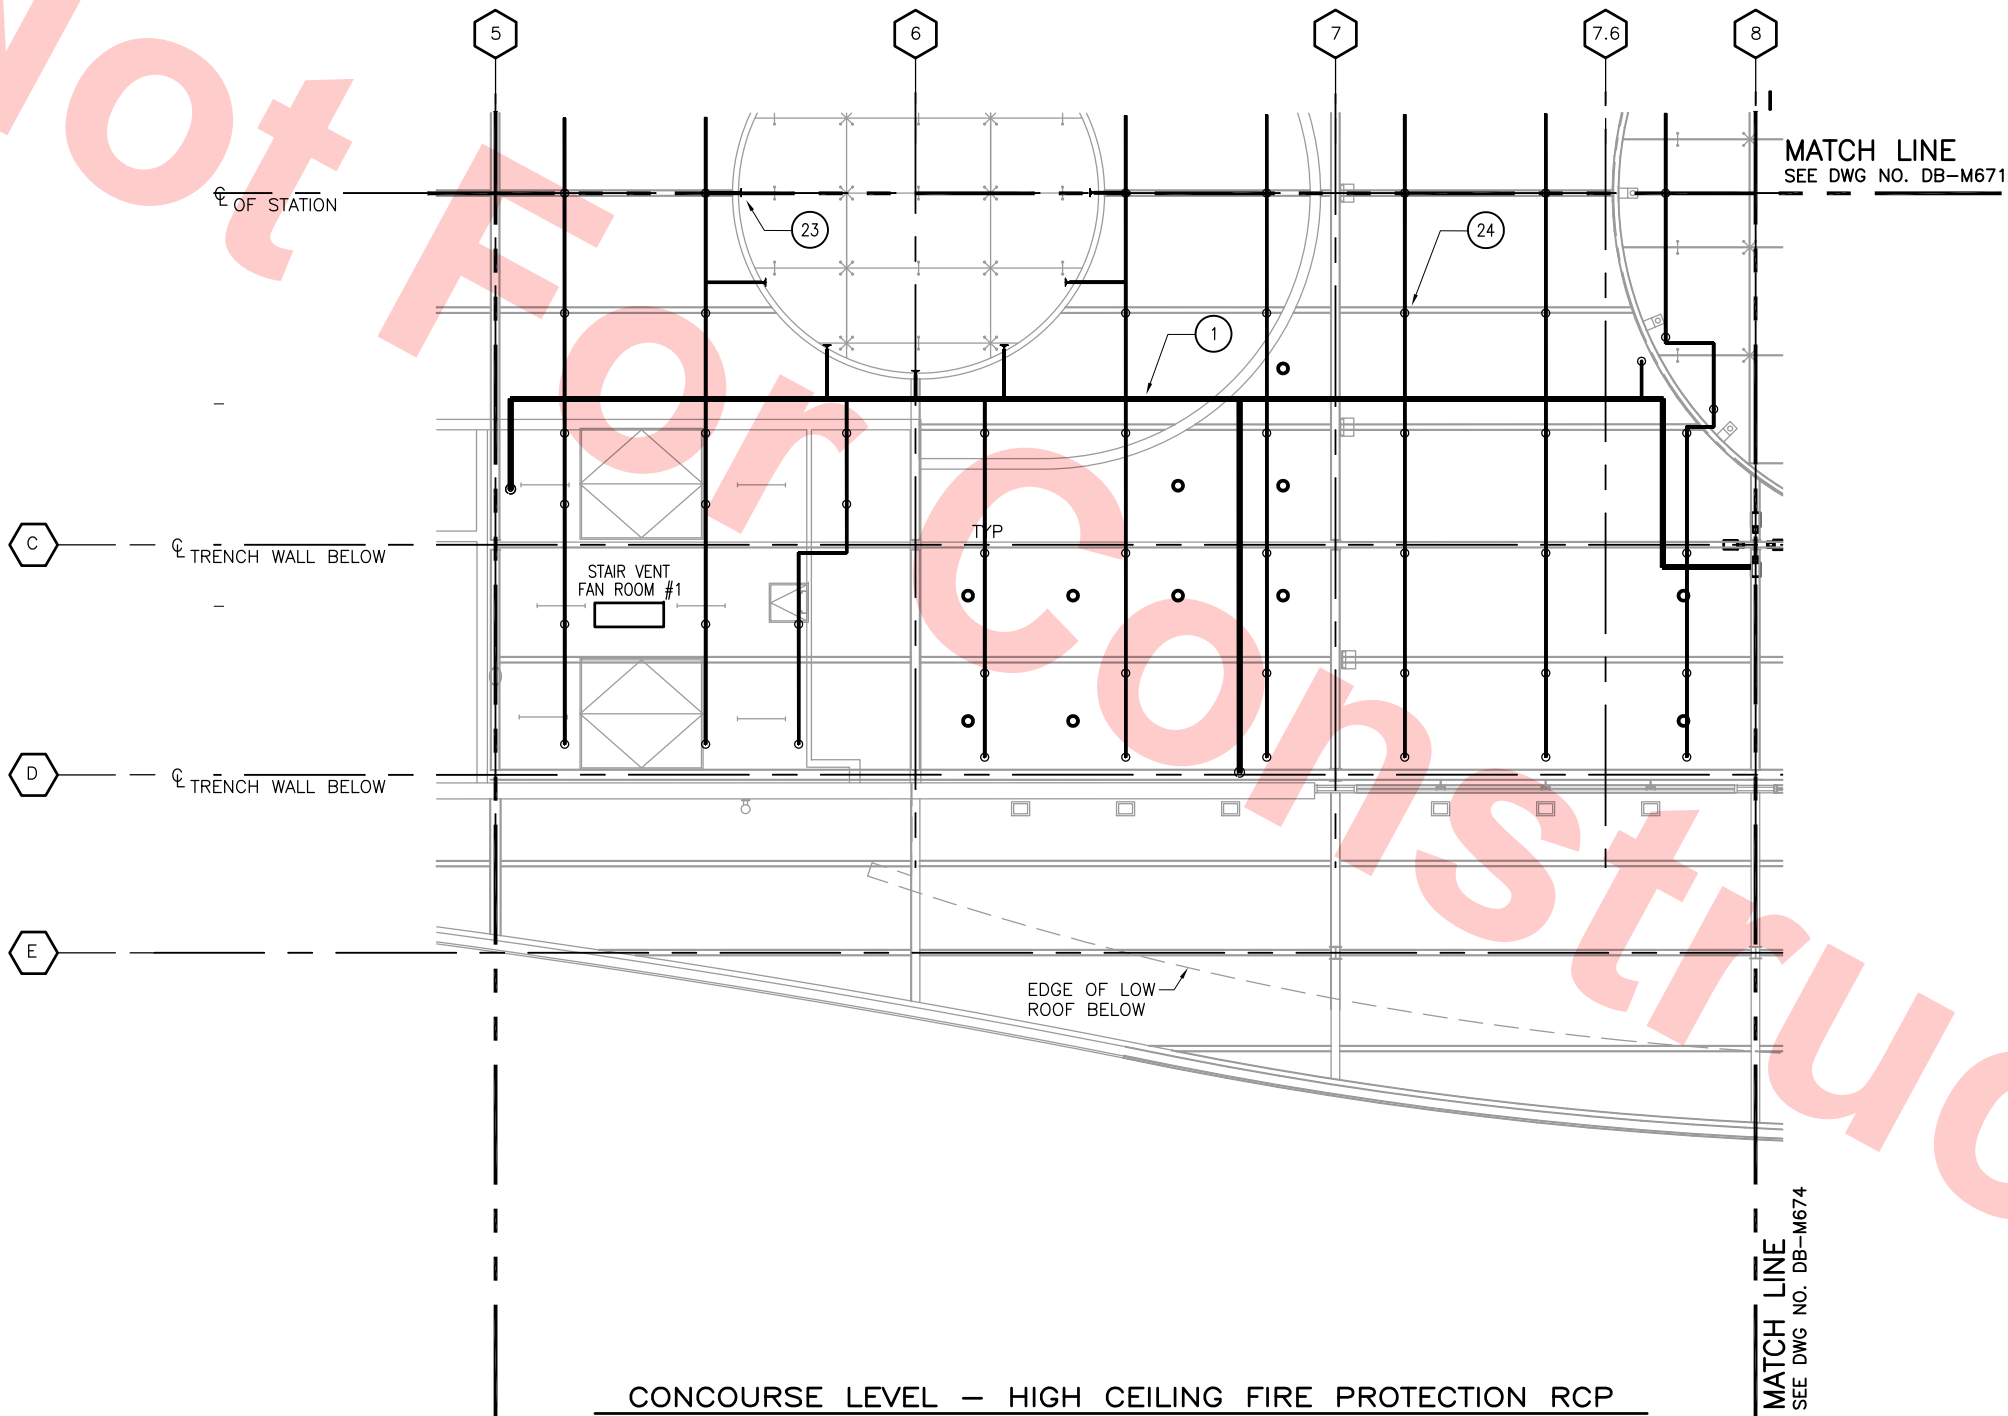 5
6
7
7.6
8
MATCH LINE
SEE DWG NO. DB-M671
℄ OF STATION
23
24
1
C
℄ TRENCH WALL BELOW
TYP
STAIR VENT
FAN ROOM #1
D
℄ TRENCH WALL BELOW
E
EDGE OF LOW
ROOF BELOW
MATCH LINE
SEE DWG NO. DB-M674
CONCOURSE LEVEL - HIGH CEILING FIRE PROTECTION RCP
Not For Construc